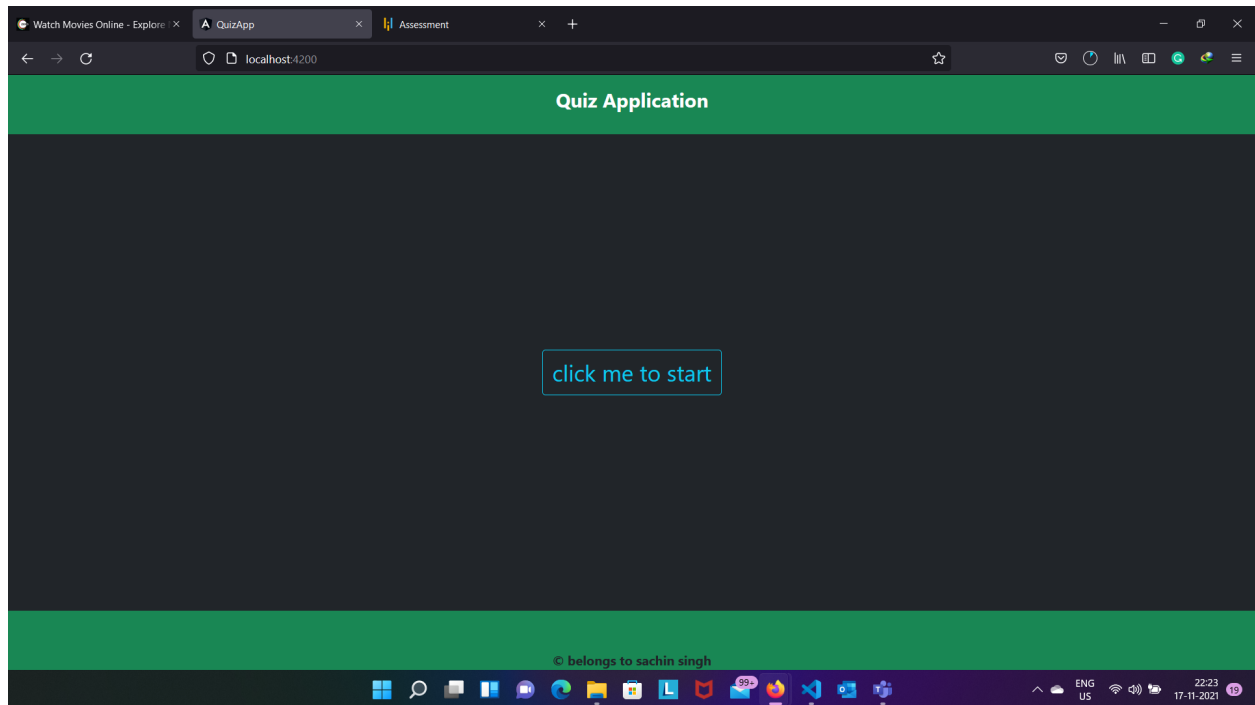 Watch Movies Online - Explore
QuizApp
Assessment
localhost:4200
Quiz Application
click me to start
© belongs to sachin singh
99+
L
ENG
US
22:23
17-11-2021
19